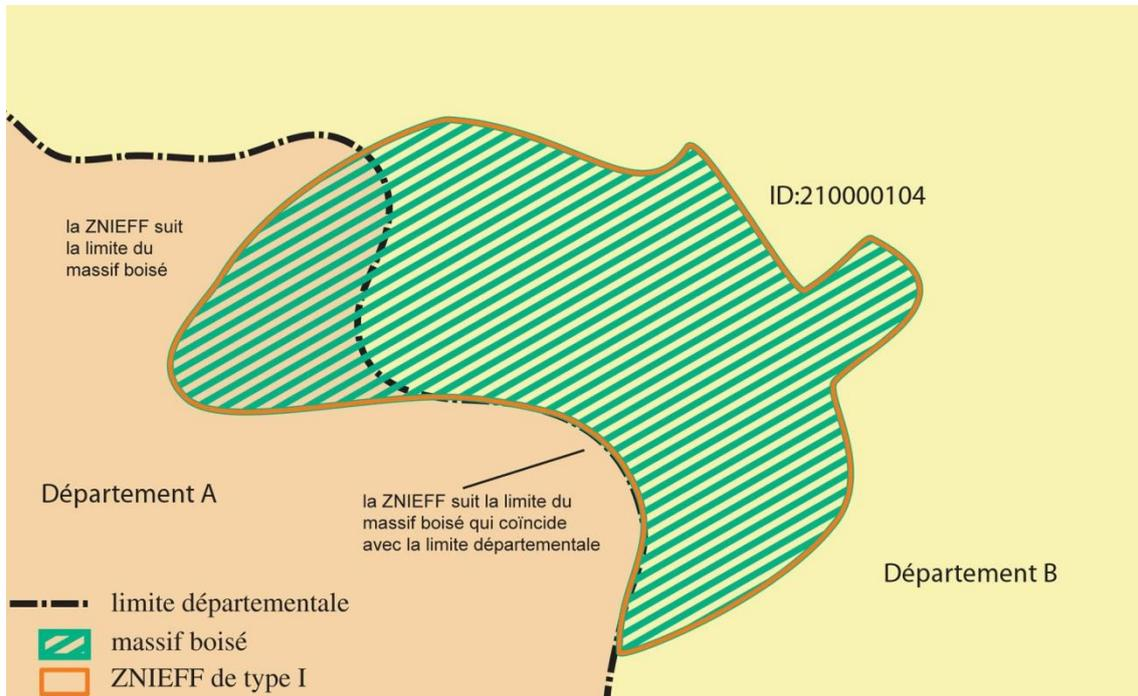 ID:210000104
la ZNIEFF suit
la limite du
massif boisé
Département A
la ZNIEFF suit la limite du
massif boisé qui coïncide
avec la limite départementale
Département B
limite départementale
massif boisé
ZNIEFF de type I